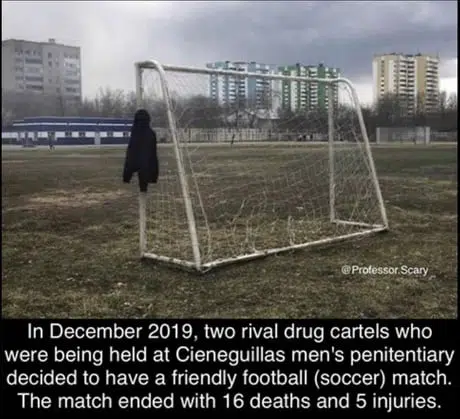 @Professor.Scary
In December 2019, two rival drug cartels who
were being held at Cieneguillas men's penitentiary
decided to have a friendly football (soccer) match.
The match ended with 16 deaths and 5 injuries.